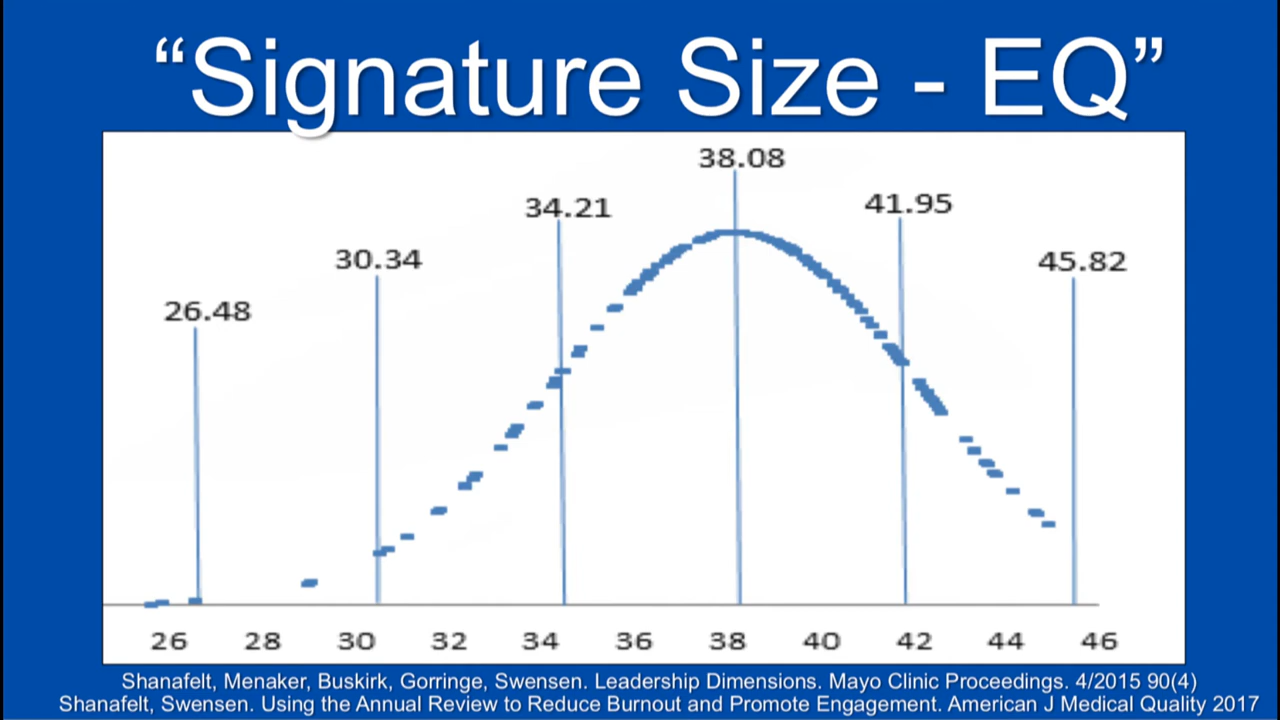 “Signature Size - EQ”
38.08
34.21
41.95
30.34
45.82
26.48
26 28 30 32 34 36 38 40 42 44 46
Shanafelt, Menaker, Buskirk, Gorringe, Swensen. Leadership Dimensions. Mayo Clinic Proceedings. 4/2015 90(4)
Shanafelt, Swensen. Using the Annual Review to Reduce Burnout and Promote Engagement. American J Medical Quality 2017